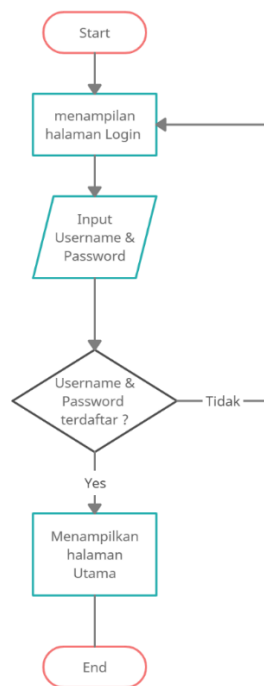 Start
menampilan
halaman Login
Input
Username &
Password
Username &
Password
terdaftar ?
Tidak
Yes
Menampilkan
halaman
Utama
End